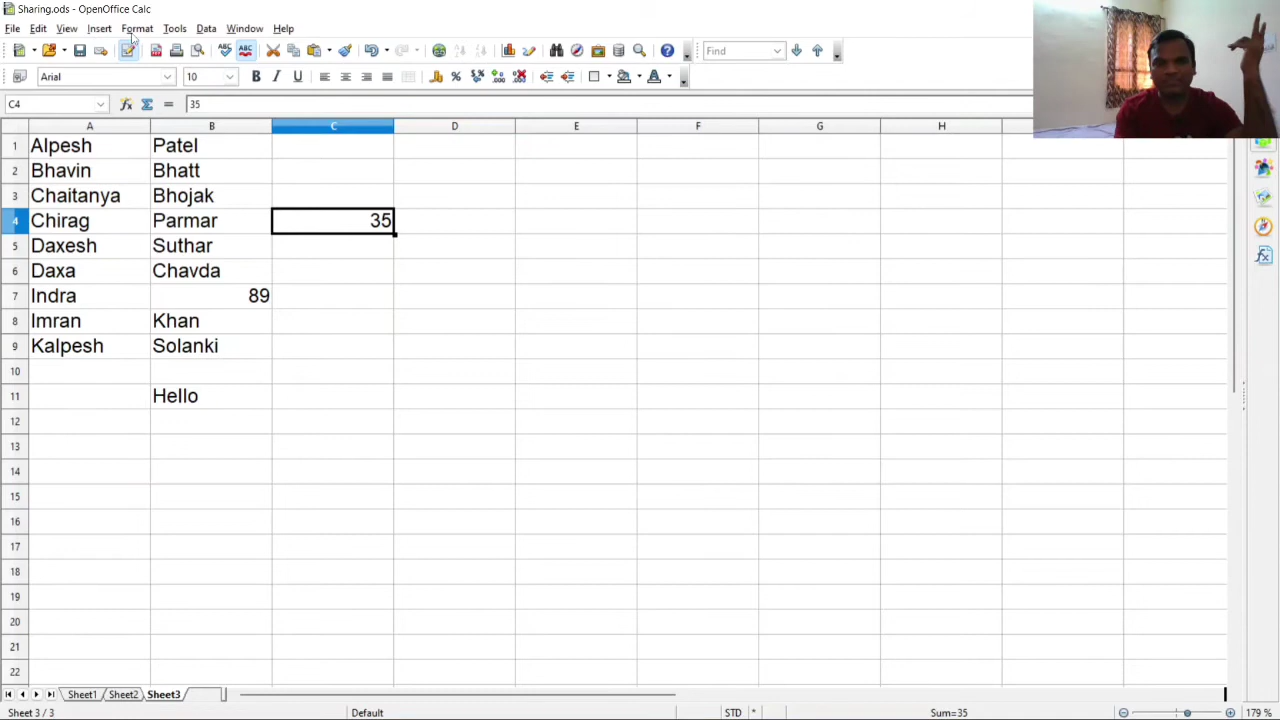 Sharing.ods - OpenOffice Calc
File Edit View Insert Format Tools Data Window Help
Find
Arial 10
C4 35
A B C D E F G H
1 Alpesh Patel
2 Bhavin Bhatt
3 Chaitanya Bhojak
4 Chirag Parmar 35
5 Daxesh Suthar
6 Daxa Chavda
7 Indra 89
8 Imran Khan
9 Kalpesh Solanki
10
11 Hello
12
13
14
15
16
17
18
19
20
21
22
Sheet1 Sheet2 Sheet3
Sheet 3 / 3 Default STD * Sum=35 179 %